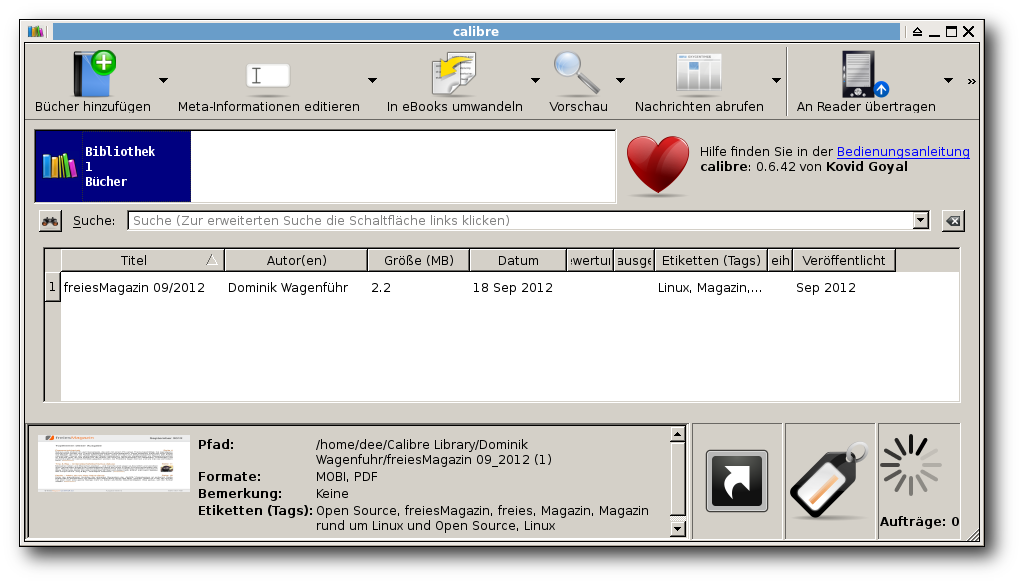 calibre
Bücher hinzufügen
Meta-Informationen editieren
In eBooks umwandeln
Vorschau
Nachrichten abrufen
An Reader übertragen
»
Bibliothek
1
Bücher
Hilfe finden Sie in der Bedienungsanleitung
calibre: 0.6.42 von Kovid Goyal
Suche:
Suche (Zur erweiterten Suche die Schaltfläche links klicken)
Titel Autor(en) Größe (MB) Datum wertu ausge Etiketten (Tags) eih Veröffentlicht
1 freiesMagazin 09/2012 Dominik Wagenführ 2.2 18 Sep 2012 Linux, Magazin,... Sep 2012
Pfad: /home/dee/Calibre Library/Dominik
Wagenfuhr/freiesMagazin 09_2012 (1)
Formate: MOBI, PDF
Bemerkung: Keine
Etiketten (Tags): Open Source, freiesMagazin, freies, Magazin, Magazin
rund um Linux und Open Source, Linux
Aufträge: 0